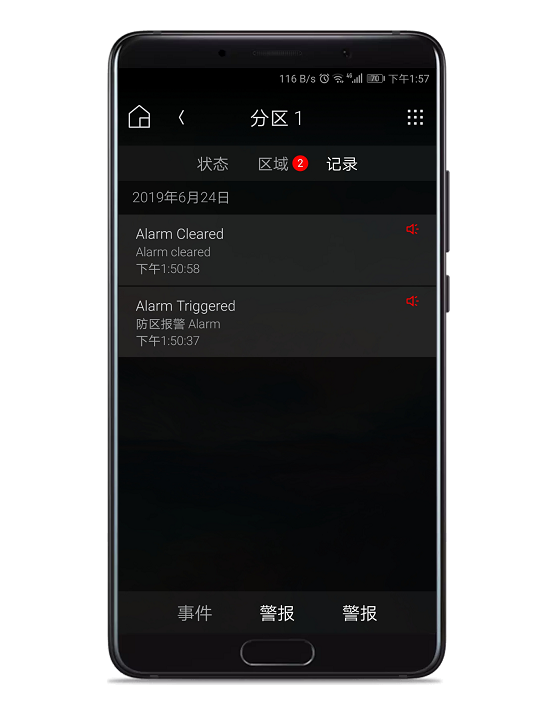 116 B/s 4G 70 下午1:57
分区 1
状态 区域 2 记录
2019年6月24日
Alarm Cleared
Alarm cleared
下午1:50:58
Alarm Triggered
防区报警 Alarm
下午1:50:37
事件 警报 警报